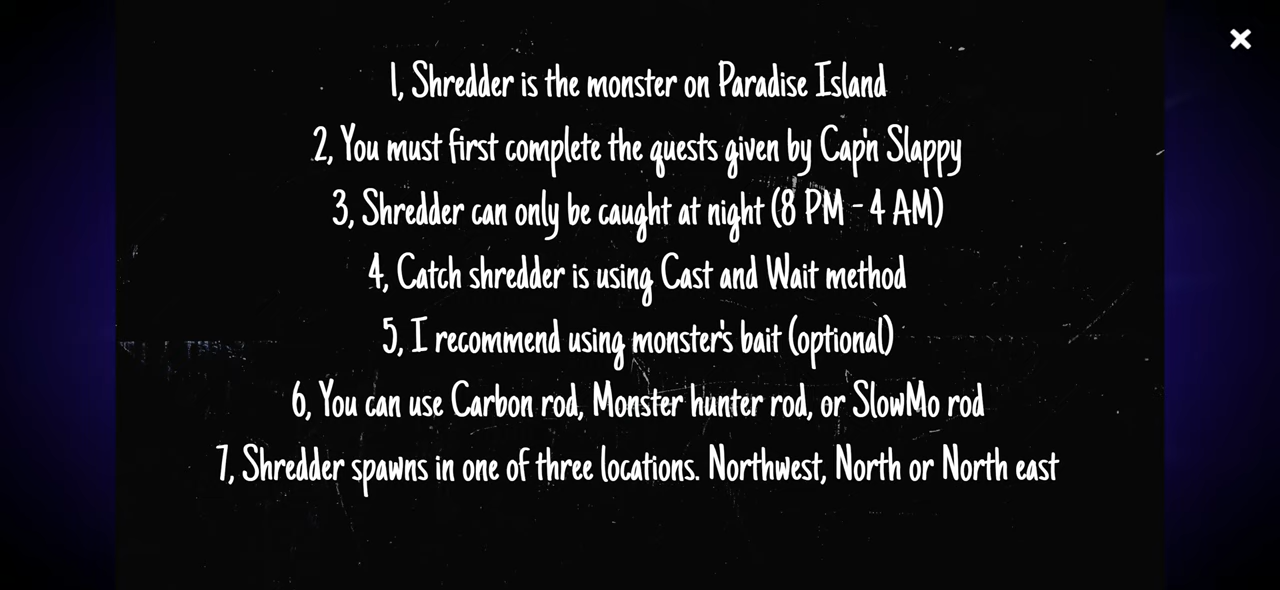 1, Shredder is the monster on Paradise Island
2, You must first complete the quests given by Cap'n Slappy
3, Shredder can only be caught at night (8 PM - 4 AM)
4, Catch shredder is using Cast and Wait method
5, I recommend using monster's bait (optional)
6, You can use Carbon rod, Monster hunter rod, or SlowMo rod
7, Shredder spawns in one of three locations. Northwest, North or North east